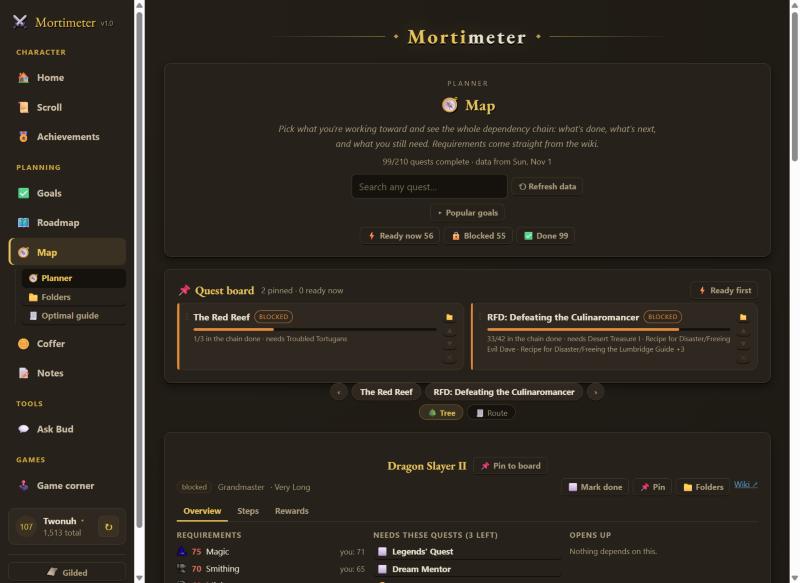 Mortimeter v1.0
CHARACTER
Home
Scroll
Achievements
PLANNING
Goals
Roadmap
Map
Planner
Folders
Optimal guide
Coffer
Notes
TOOLS
Ask Bud
GAMES
Game corner
107
Twonuh
1,513 total
Gilded
Mortimeter
PLANNER
Map
Pick what you're working toward and see the whole dependency chain: what's done, what's next,
and what you still need. Requirements come straight from the wiki.
99/210 quests complete · data from Sun, Nov 1
Search any quest...
Refresh data
Popular goals
Ready now 56
Blocked 55
Done 99
Quest board 2 pinned · 0 ready now
Ready first
The Red Reef BLOCKED
1/3 in the chain done · needs Troubled Tortugans
RFD: Defeating the Culinaromancer BLOCKED
33/42 in the chain done · needs Desert Treasure I · Recipe for Disaster/Freeing
Evil Dave · Recipe for Disaster/Freeing the Lumbridge Guide +3
‹ The Red Reef RFD: Defeating the Culinaromancer ›
Tree Route
Dragon Slayer II Pin to board
blocked Grandmaster · Very Long
Mark done Pin Folders Wiki ↗
Overview Steps Rewards
REQUIREMENTS
75 Magic you: 71
70 Smithing you: 65
NEEDS THESE QUESTS (3 LEFT)
Legends' Quest
Dream Mentor
OPENS UP
Nothing depends on this.